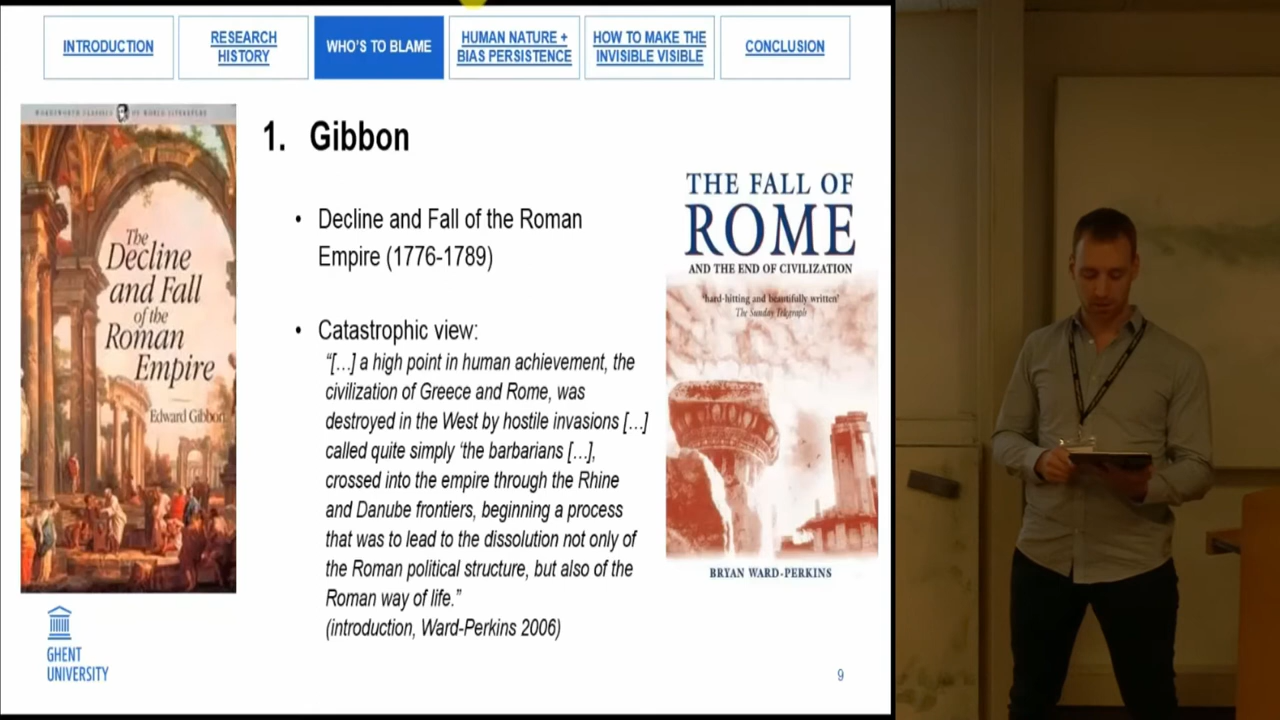 INTRODUCTION
RESEARCH
HISTORY
WHO'S TO BLAME
HUMAN NATURE +
BIAS PERSISTENCE
HOW TO MAKE THE
INVISIBLE VISIBLE
CONCLUSION
WORDSWORTH CLASSICS OF WORLD LITERATURE
The
Decline
and Fall
of the
Roman
Empire
Edward Gibbon
1. Gibbon
• Decline and Fall of the Roman
Empire (1776-1789)
• Catastrophic view:
“[…] a high point in human achievement, the
civilization of Greece and Rome, was
destroyed in the West by hostile invasions […]
called quite simply ‘the barbarians […],
crossed into the empire through the Rhine
and Danube frontiers, beginning a process
that was to lead to the dissolution not only of
the Roman political structure, but also of the
Roman way of life.”
(introduction, Ward-Perkins 2006)
THE FALL OF
ROME
AND THE END OF CIVILIZATION
'hard-hitting and beautifully written'
The Sunday Telegraph
BRYAN WARD-PERKINS
GHENT
UNIVERSITY
9